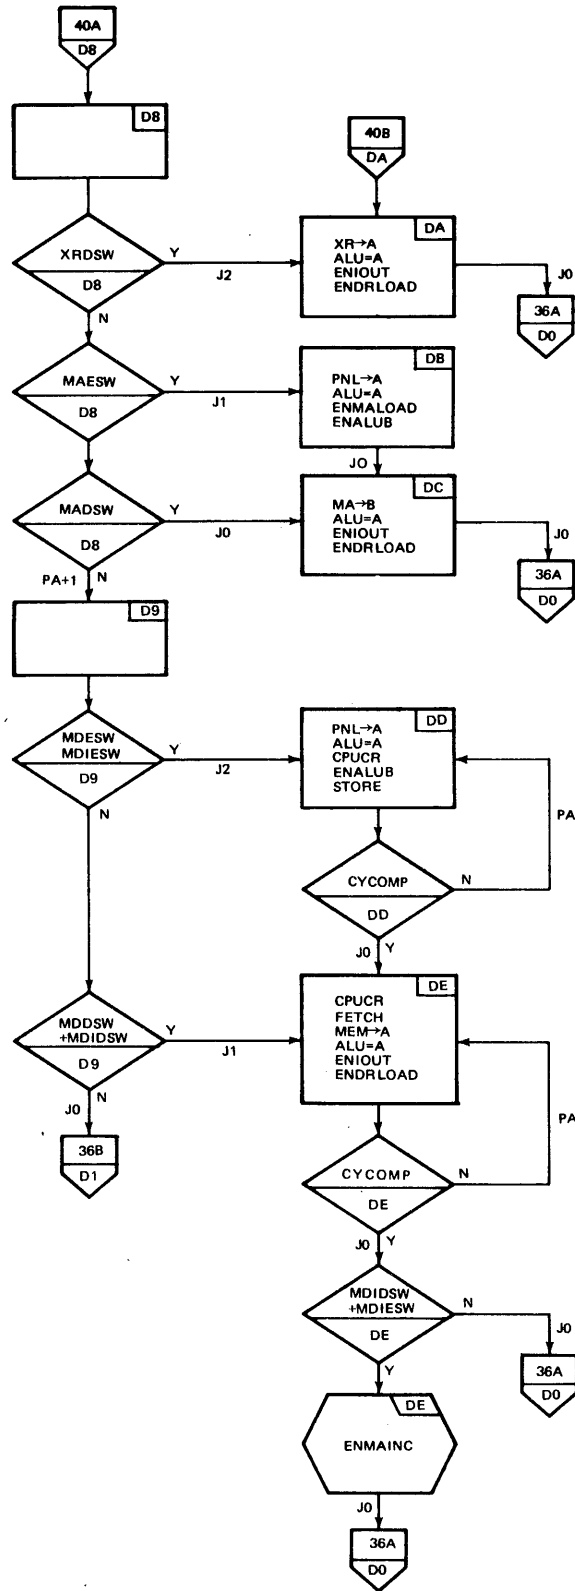 40A
D8
D8
40B
DA
XRDSW
D8
Y
J2
N
DA
XR→A
ALU=A
ENIOUT
ENDRLOAD
J0
36A
D0
MAESW
D8
Y
J1
DB
PNL→A
ALU=A
ENMALOAD
ENALUB
JO
MADSW
D8
Y
J0
PA+1
N
DC
MA→B
ALU=A
ENIOUT
ENDRLOAD
J0
36A
D0
D9
MDESW
MDIESW
D9
Y
J2
N
DD
PNL→A
ALU=A
CPUCR
ENALUB
STORE
CYCOMP
DD
N
PA
J0
Y
MDDSW
+MDIDSW
D9
Y
J1
N
J0
36B
D1
DE
CPUCR
FETCH
MEM→A
ALU=A
ENIOUT
ENDRLOAD
CYCOMP
DE
N
PA
J0
Y
MDIDSW
+MDIESW
DE
N
J0
36A
D0
Y
DE
ENMAINC
J0
36A
D0